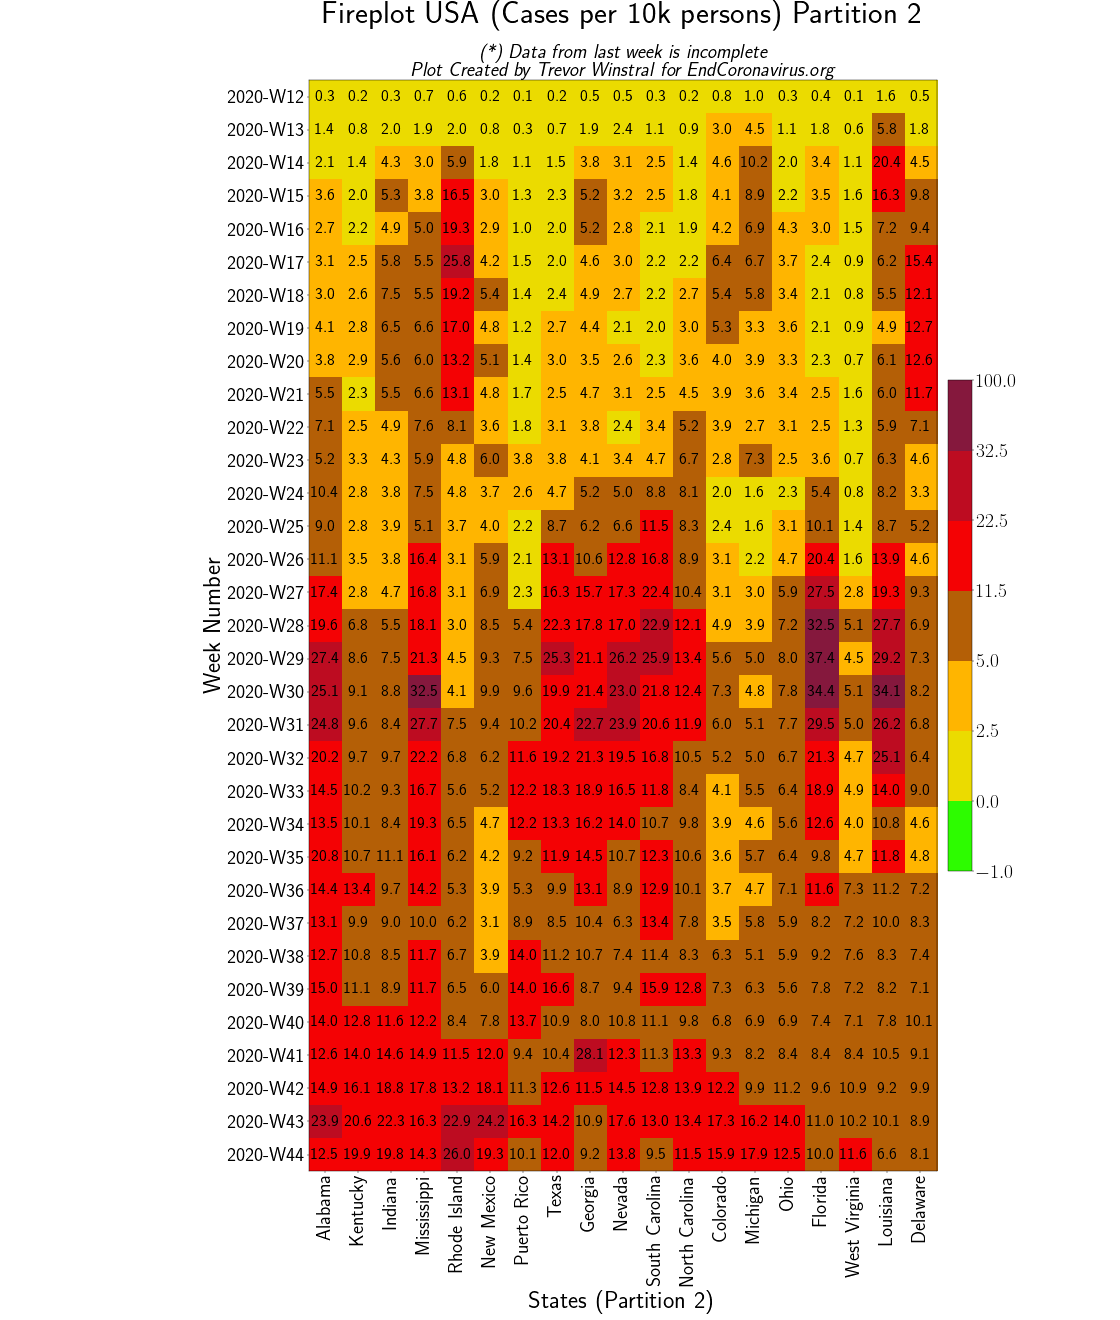 Fireplot USA (Cases per 10k persons) Partition 2
(*) Data from last week is incomplete
Plot Created by Trevor Winstral for EndCoronavirus.org
2020-W12 0.3 0.2 0.3 0.7 0.6 0.2 0.1 0.2 0.5 0.5 0.3 0.2 0.8 1.0 0.3 0.4 0.1 1.6 0.5
2020-W13 1.4 0.8 2.0 1.9 2.0 0.8 0.3 0.7 1.9 2.4 1.1 0.9 3.0 4.5 1.1 1.8 0.6 5.8 1.8
2020-W14 2.1 1.4 4.3 3.0 5.9 1.8 1.1 1.5 3.8 3.1 2.5 1.4 4.6 10.2 2.0 3.4 1.1 20.4 4.5
2020-W15 3.6 2.0 5.3 3.8 16.5 3.0 1.3 2.3 5.2 3.2 2.5 1.8 4.1 8.9 2.2 3.5 1.6 16.3 9.8
2020-W16 2.7 2.2 4.9 5.0 19.3 2.9 1.0 2.0 5.2 2.8 2.1 1.9 4.2 6.9 4.3 3.0 1.5 7.2 9.4
2020-W17 3.1 2.5 5.8 5.5 25.8 4.2 1.5 2.0 4.6 3.0 2.2 2.2 6.4 6.7 3.7 2.4 0.9 6.2 15.4
2020-W18 3.0 2.6 7.5 5.5 19.2 5.4 1.4 2.4 4.9 2.7 2.2 2.7 5.4 5.8 3.4 2.1 0.8 5.5 12.1
2020-W19 4.1 2.8 6.5 6.6 17.0 4.8 1.2 2.7 4.4 2.1 2.0 3.0 5.3 3.3 3.6 2.1 0.9 4.9 12.7
2020-W20 3.8 2.9 5.6 6.0 13.2 5.1 1.4 3.0 3.5 2.6 2.3 3.6 4.0 3.9 3.3 2.3 0.7 6.1 12.6
2020-W21 5.5 2.3 5.5 6.6 13.1 4.8 1.7 2.5 4.7 3.1 2.5 4.5 3.9 3.6 3.4 2.5 1.6 6.0 11.7
2020-W22 7.1 2.5 4.9 7.6 8.1 3.6 1.8 3.1 3.8 2.4 3.4 5.2 3.9 2.7 3.1 2.5 1.3 5.9 7.1
2020-W23 5.2 3.3 4.3 5.9 4.8 6.0 3.8 3.8 4.1 3.4 4.7 6.7 2.8 7.3 2.5 3.6 0.7 6.3 4.6
2020-W24 10.4 2.8 3.8 7.5 4.8 3.7 2.6 4.7 5.2 5.0 8.8 8.1 2.0 1.6 2.3 5.4 0.8 8.2 3.3
2020-W25 9.0 2.8 3.9 5.1 3.7 4.0 2.2 8.7 6.2 6.6 11.5 8.3 2.4 1.6 3.1 10.1 1.4 8.7 5.2
2020-W26 11.1 3.5 3.8 16.4 3.1 5.9 2.1 13.1 10.6 12.8 16.8 8.9 3.1 2.2 4.7 20.4 1.6 13.9 4.6
2020-W27 17.4 2.8 4.7 16.8 3.1 6.9 2.3 16.3 15.7 17.3 22.4 10.4 3.1 3.0 5.9 27.5 2.8 19.3 9.3
2020-W28 19.6 6.8 5.5 18.1 3.0 8.5 5.4 22.3 17.8 17.0 22.9 12.1 4.9 3.9 7.2 32.5 5.1 27.7 6.9
2020-W29 27.4 8.6 7.5 21.3 4.5 9.3 7.5 25.3 21.1 26.2 25.9 13.4 5.6 5.0 8.0 37.4 4.5 29.2 7.3
2020-W30 25.1 9.1 8.8 32.5 4.1 9.9 9.6 19.9 21.4 23.0 21.8 12.4 7.3 4.8 7.8 34.4 5.1 34.1 8.2
2020-W31 24.8 9.6 8.4 27.7 7.5 9.4 10.2 20.4 22.7 23.9 20.6 11.9 6.0 5.1 7.7 29.5 5.0 26.2 6.8
2020-W32 20.2 9.7 9.7 22.2 6.8 6.2 11.6 19.2 21.3 19.5 16.8 10.5 5.2 5.0 6.7 21.3 4.7 25.1 6.4
2020-W33 14.5 10.2 9.3 16.7 5.6 5.2 12.2 18.3 18.9 16.5 11.8 8.4 4.1 5.5 6.4 18.9 4.9 14.0 9.0
2020-W34 13.5 10.1 8.4 19.3 6.5 4.7 12.2 13.3 16.2 14.0 10.7 9.8 3.9 4.6 5.6 12.6 4.0 10.8 4.6
2020-W35 20.8 10.7 11.1 16.1 6.2 4.2 9.2 11.9 14.5 10.7 12.3 10.6 3.6 5.7 6.4 9.8 4.7 11.8 4.8
2020-W36 14.4 13.4 9.7 14.2 5.3 3.9 5.3 9.9 13.1 8.9 12.9 10.1 3.7 4.7 7.1 11.6 7.3 11.2 7.2
2020-W37 13.1 9.9 9.0 10.0 6.2 3.1 8.9 8.5 10.4 6.3 13.4 7.8 3.5 5.8 5.9 8.2 7.2 10.0 8.3
2020-W38 12.7 10.8 8.5 11.7 6.7 3.9 14.0 11.2 10.7 7.4 11.4 8.3 6.3 5.1 5.9 9.2 7.6 8.3 7.4
2020-W39 15.0 11.1 8.9 11.7 6.5 6.0 14.0 16.6 8.7 9.4 15.9 12.8 7.3 6.3 5.6 7.8 7.2 8.2 7.1
2020-W40 14.0 12.8 11.6 12.2 8.4 7.8 13.7 10.9 8.0 10.8 11.1 9.8 6.8 6.9 6.9 7.4 7.1 7.8 10.1
2020-W41 12.6 14.0 14.6 14.9 11.5 12.0 9.4 10.4 28.1 12.3 11.3 13.3 9.3 8.2 8.4 8.4 8.4 10.5 9.1
2020-W42 14.9 16.1 18.8 17.8 13.2 18.1 11.3 12.6 11.5 14.5 12.8 13.9 12.2 9.9 11.2 9.6 10.9 9.2 9.9
2020-W43 23.9 20.6 22.3 16.3 22.9 24.2 16.3 14.2 10.9 17.6 13.0 13.4 17.3 16.2 14.0 11.0 10.2 10.1 8.9
2020-W44 12.5 19.9 19.8 14.3 26.0 19.3 10.1 12.0 9.2 13.8 9.5 11.5 15.9 17.9 12.5 10.0 11.6 6.6 8.1
Week Number
Alabama
Kentucky
Indiana
Mississippi
Rhode Island
New Mexico
Puerto Rico
Texas
Georgia
Nevada
South Carolina
North Carolina
Colorado
Michigan
Ohio
Florida
West Virginia
Louisiana
Delaware
States (Partition 2)
100.0
32.5
22.5
11.5
5.0
2.5
0.0
−1.0